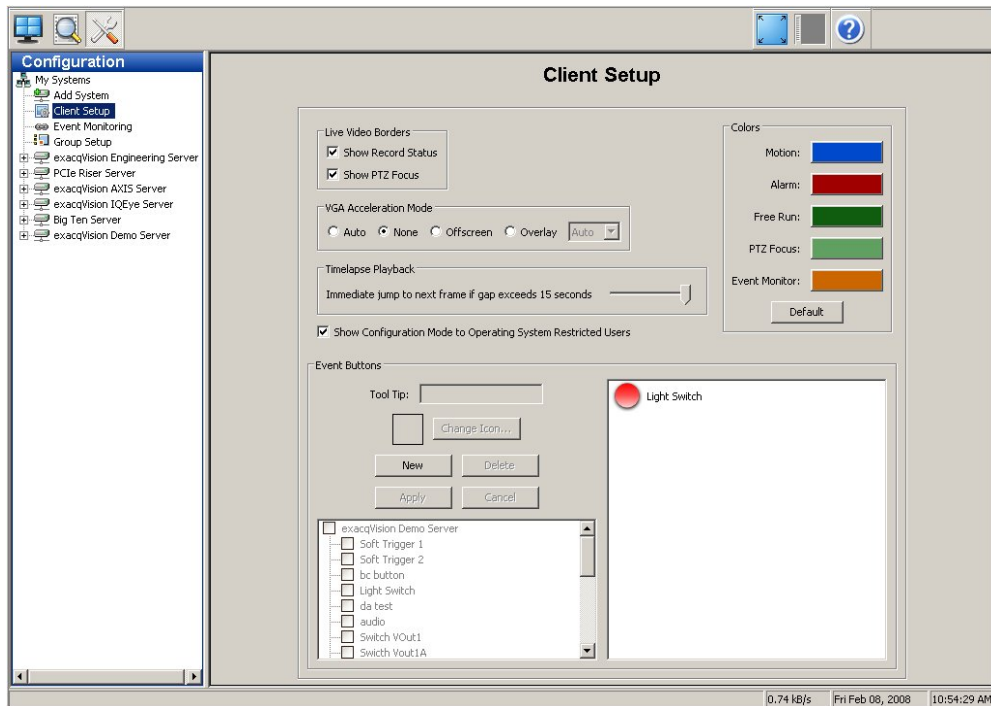 Configuration
My Systems
Add System
Client Setup
Event Monitoring
Group Setup
exacqVision Engineering Server
PCIe Riser Server
exacqVision AXIS Server
exacqVision IQEye Server
Big Ten Server
exacqVision Demo Server
Client Setup
Live Video Borders
Show Record Status
Show PTZ Focus
VGA Acceleration Mode
Auto None Offscreen Overlay Auto
Timelapse Playback
Immediate jump to next frame if gap exceeds 15 seconds
Show Configuration Mode to Operating System Restricted Users
Colors
Motion:
Alarm:
Free Run:
PTZ Focus:
Event Monitor:
Default
Event Buttons
Tool Tip:
Change Icon...
New Delete
Apply Cancel
exacqVision Demo Server
Soft Trigger 1
Soft Trigger 2
bc button
Light Switch
da test
audio
Switch VOut1
Swicth Vout1A
Light Switch
0.74 kB/s Fri Feb 08, 2008 10:54:29 AM